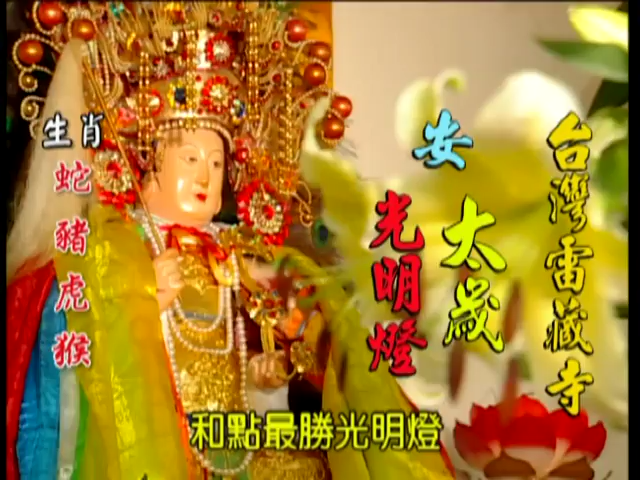 台灣雷藏寺
安太歲
光明燈
生肖
蛇豬虎猴
和點最勝光明燈